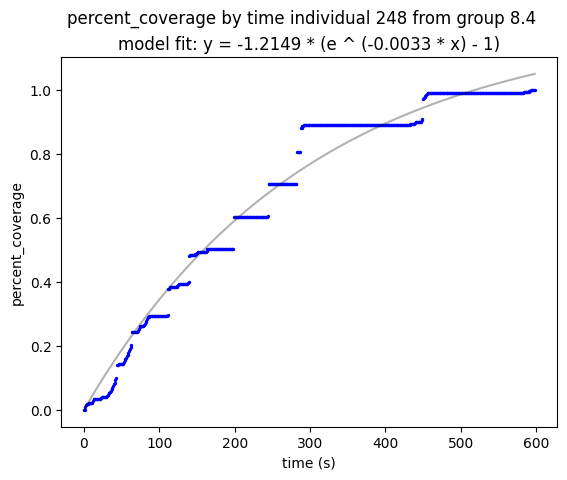 percent_coverage by time individual 248 from group 8.4
model fit: y = -1.2149 * (e ^ (-0.0033 * x) - 1)
1.0
0.8
0.6
0.4
0.2
0.0
percent_coverage
0 100 200 300 400 500 600
time (s)